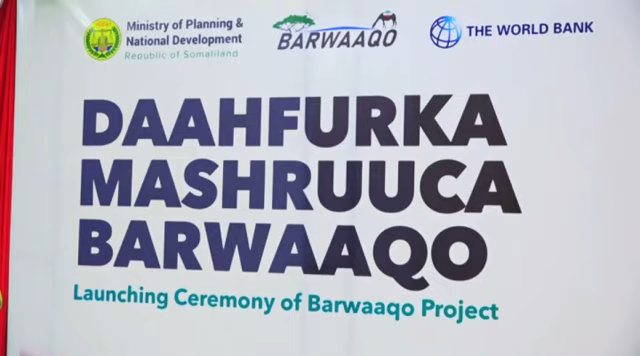 Ministry of Planning &
National Development
Republic of Somaliland
BARWAAQO
THE WORLD BANK
DAAHFURKA
MASHRUUCA
BARWAAQO
Launching Ceremony of Barwaaqo Project